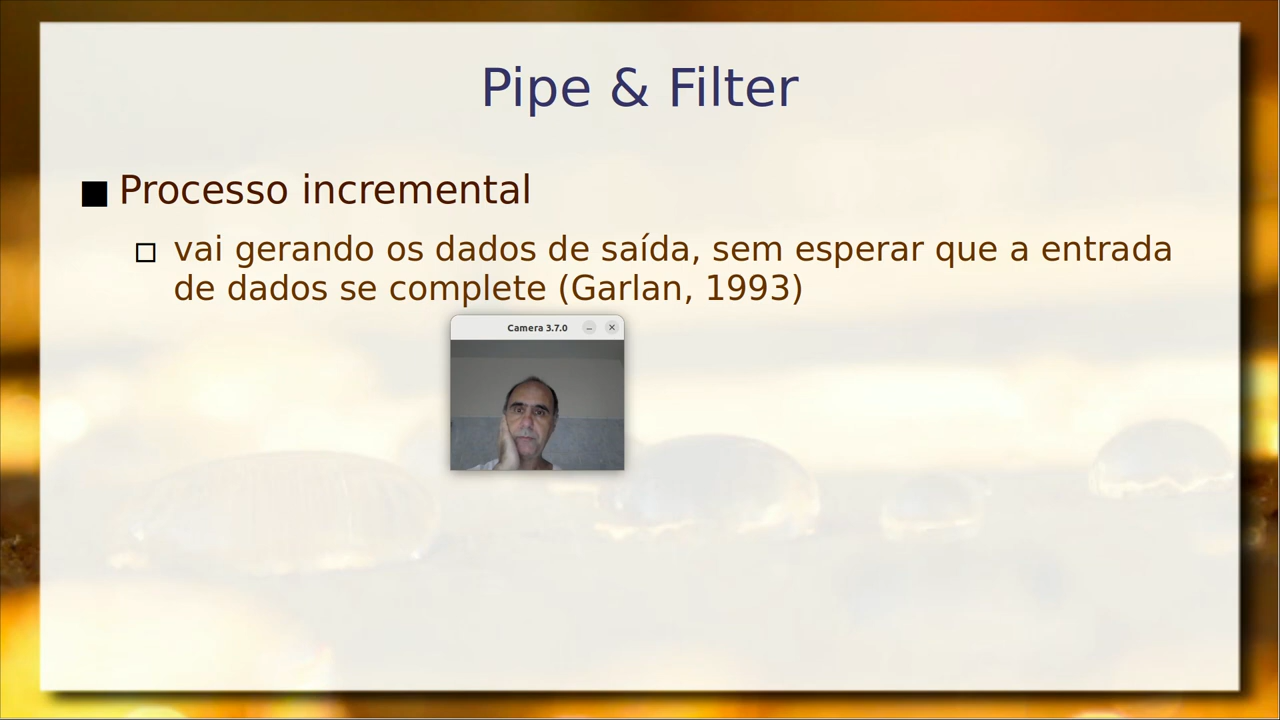 Pipe & Filter
Processo incremental
vai gerando os dados de saída, sem esperar que a entrada
de dados se complete (Garlan, 1993)
Camera 3.7.0